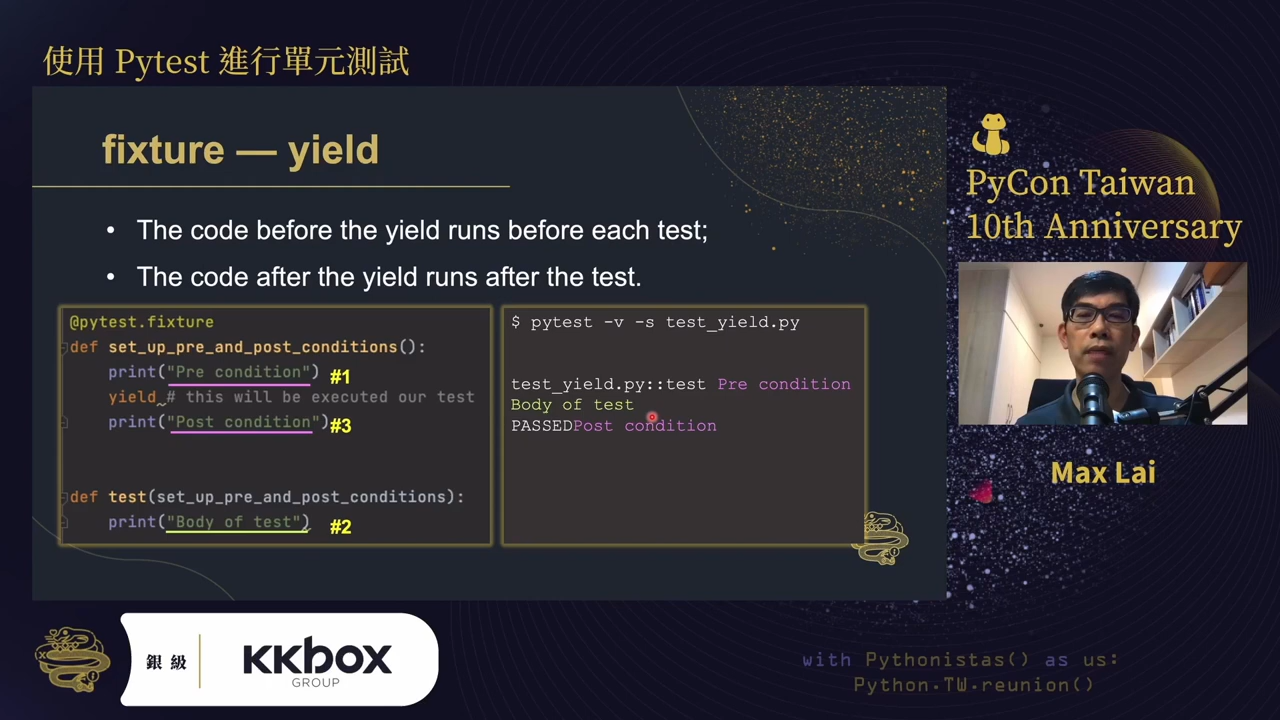 使用 Pytest 進行單元測試
fixture — yield
• The code before the yield runs before each test;
• The code after the yield runs after the test.
@pytest.fixture
def set_up_pre_and_post_conditions():
print("Pre condition") #1
yield # this will be executed our test
print("Post condition") #3
def test(set_up_pre_and_post_conditions):
print("Body of test") #2
$ pytest -v -s test_yield.py
test_yield.py::test Pre condition
Body of test
PASSEDPost condition
PyCon Taiwan
10th Anniversary
Max Lai
銀級
KKBOX
GROUP
with Pythonistas() as us:
Python.TW.reunion()